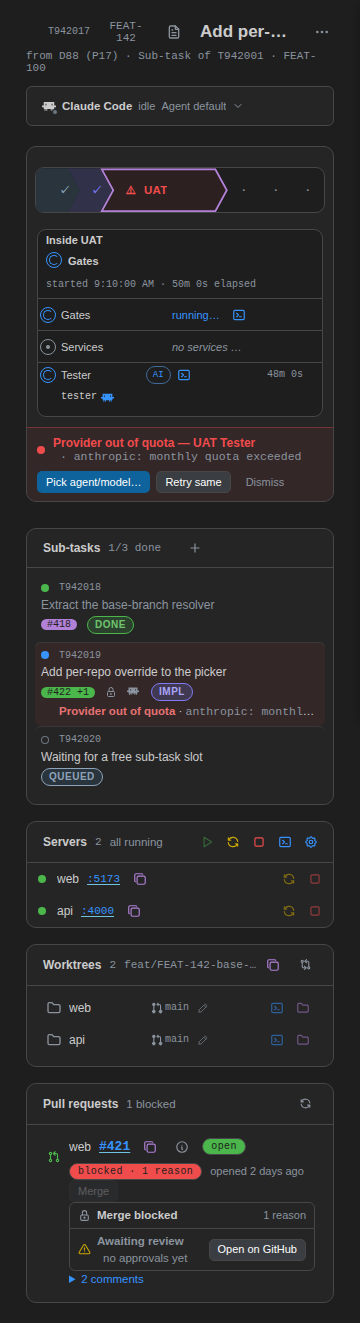 T942017 FEAT-142 Add per-…
from D88 (P17) · Sub-task of T942001 · FEAT-
100
Claude Code idle Agent default
UAT
Inside UAT
Gates
started 9:10:00 AM · 50m 0s elapsed
Gates running…
Services no services …
Tester AI 48m 0s
tester
Provider out of quota — UAT Tester
· anthropic: monthly quota exceeded
Pick agent/model… Retry same Dismiss
Sub-tasks 1/3 done
T942018
Extract the base-branch resolver
#418 DONE
T942019
Add per-repo override to the picker
#422 +1 IMPL
Provider out of quota · anthropic: monthl…
T942020
Waiting for a free sub-task slot
QUEUED
Servers 2 all running
web :5173
api :4000
Worktrees 2 feat/FEAT-142-base-…
web main
api main
Pull requests 1 blocked
web #421 open
blocked · 1 reason opened 2 days ago
Merge
Merge blocked 1 reason
Awaiting review
no approvals yet Open on GitHub
2 comments